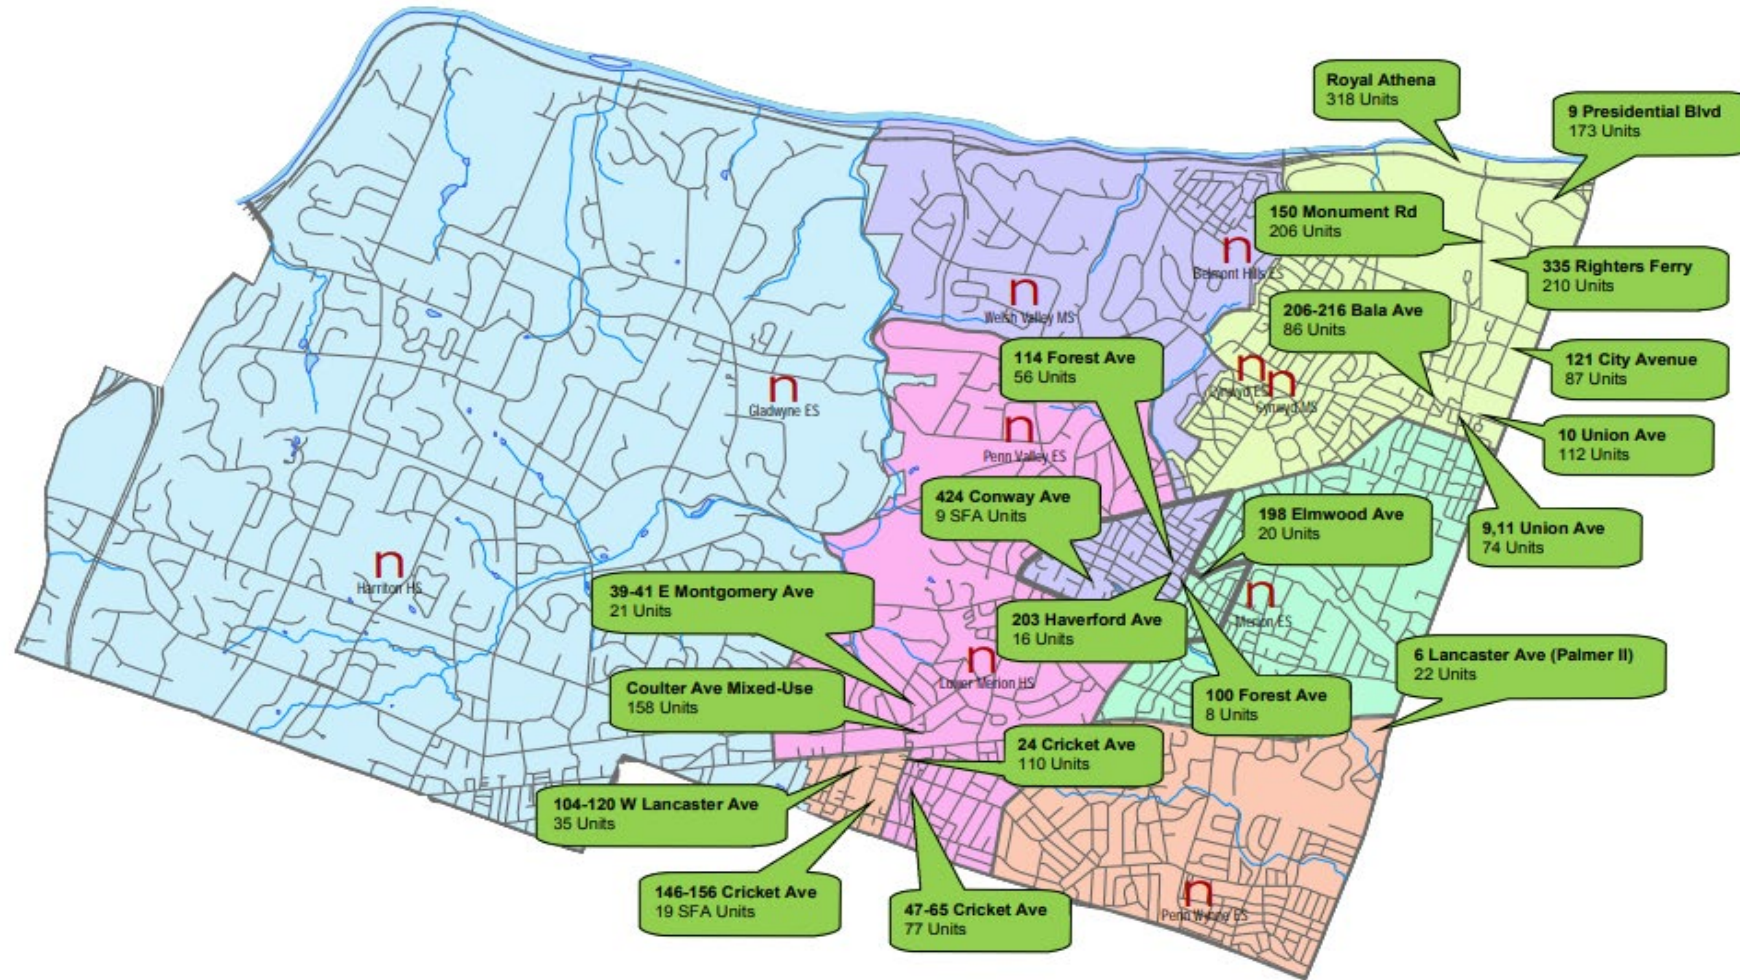 Royal Athena
318 Units
9 Presidential Blvd
173 Units
150 Monument Rd
206 Units
n
Belmont Hills ES
335 Righters Ferry
210 Units
n
Welsh Valley MS
206-216 Bala Ave
86 Units
114 Forest Ave
56 Units
121 City Avenue
87 Units
n
Gladwyne ES
n
Cynwyd ES
n
Cynwyd MS
n
Penn Valley ES
10 Union Ave
112 Units
424 Conway Ave
9 SFA Units
198 Elmwood Ave
20 Units
9,11 Union Ave
74 Units
n
Harriton HS
39-41 E Montgomery Ave
21 Units
203 Haverford Ave
16 Units
n
Merion ES
n
Lower Merion HS
6 Lancaster Ave (Palmer II)
22 Units
Coulter Ave Mixed-Use
158 Units
100 Forest Ave
8 Units
24 Cricket Ave
110 Units
104-120 W Lancaster Ave
35 Units
146-156 Cricket Ave
19 SFA Units
47-65 Cricket Ave
77 Units
n
Penn Wynne ES